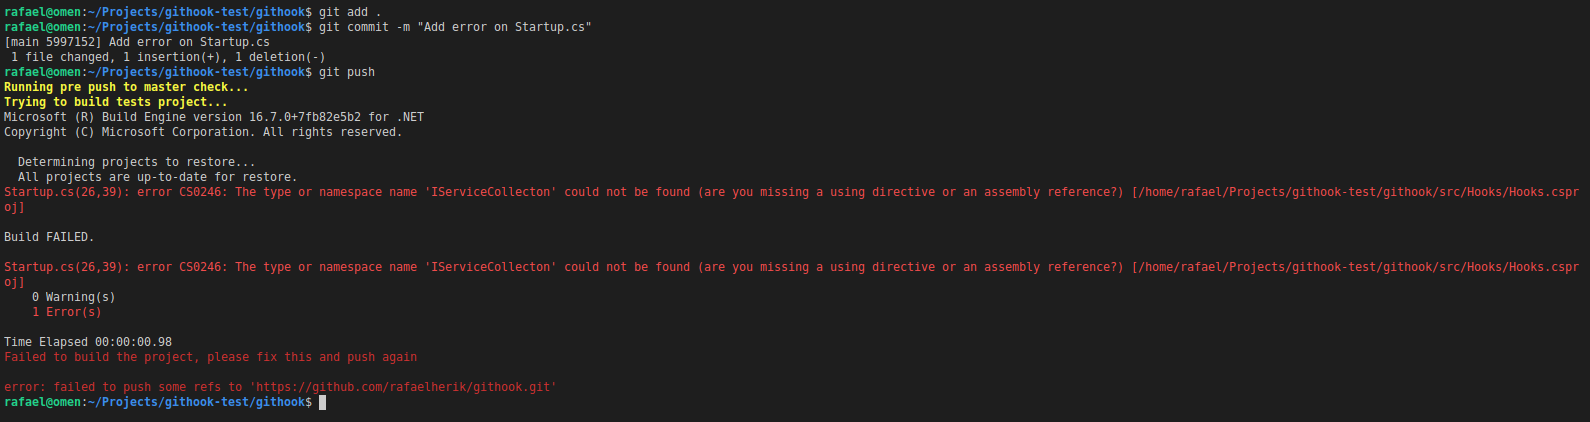 rafael@omen:~/Projects/githook-test/githook$ git add .
rafael@omen:~/Projects/githook-test/githook$ git commit -m "Add error on Startup.cs"
[main 5997152] Add error on Startup.cs
 1 file changed, 1 insertion(+), 1 deletion(-)
rafael@omen:~/Projects/githook-test/githook$ git push
Running pre push to master check...
Trying to build tests project...
Microsoft (R) Build Engine version 16.7.0+7fb82e5b2 for .NET
Copyright (C) Microsoft Corporation. All rights reserved.

  Determining projects to restore...
  All projects are up-to-date for restore.
Startup.cs(26,39): error CS0246: The type or namespace name 'IServiceCollecton' could not be found (are you missing a using directive or an assembly reference?) [/home/rafael/Projects/githook-test/githook/src/Hooks/Hooks.cspr
oj]

Build FAILED.

Startup.cs(26,39): error CS0246: The type or namespace name 'IServiceCollecton' could not be found (are you missing a using directive or an assembly reference?) [/home/rafael/Projects/githook-test/githook/src/Hooks/Hooks.cspr
oj]
    0 Warning(s)
    1 Error(s)

Time Elapsed 00:00:00.98
Failed to build the project, please fix this and push again

error: failed to push some refs to 'https://github.com/rafaelherik/githook.git'
rafael@omen:~/Projects/githook-test/githook$